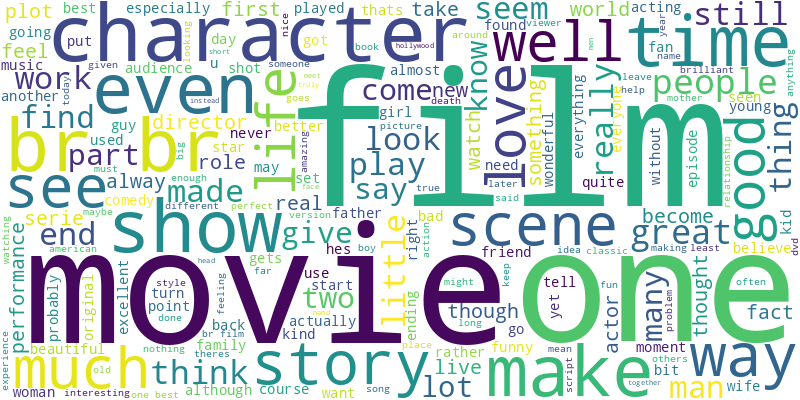 plot best especially first played thats take seem world acting still
going put audience day got found fan year
feel character well time
music work shot someone book almost around viewer men name
another u goes hollywood
given looking short
nice
even life film come new know really people
today! instead meet truly girl death watch love something wonderful everything everyone leave help brilliant anything
find guy director never better look picture need without seen young mother
br br used star amazing
part big role may play later quite episode relationship
see alway made enough set true said good thing
serie comedy must real face say
maybe different perfect version father bad become kid
watching show give little scene great
end american hes boy right action friend idea classic making least believe dvd
performance gets far
movie one
probably original excellent style head feeling use keep might tell fun often
turn point done start two ending though yet actor many problem thought fact
experience back actually long go moment
beautiful nothing br film family kind hand place rather funny mean others
much old theres story live make bit way
think although course want song lot script together man wife
woman interesting one best